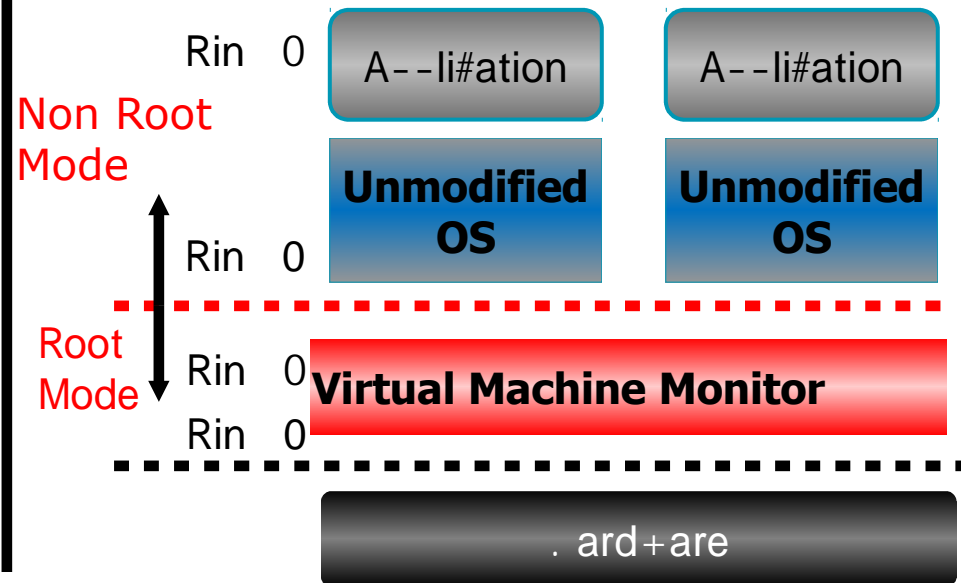 Rin 0
A--li#ation
A--li#ation
Non Root
Mode
Unmodified
OS
Unmodified
OS
Rin 0
Root
Mode
Rin 0
Virtual Machine Monitor
Rin 0
. ard+are